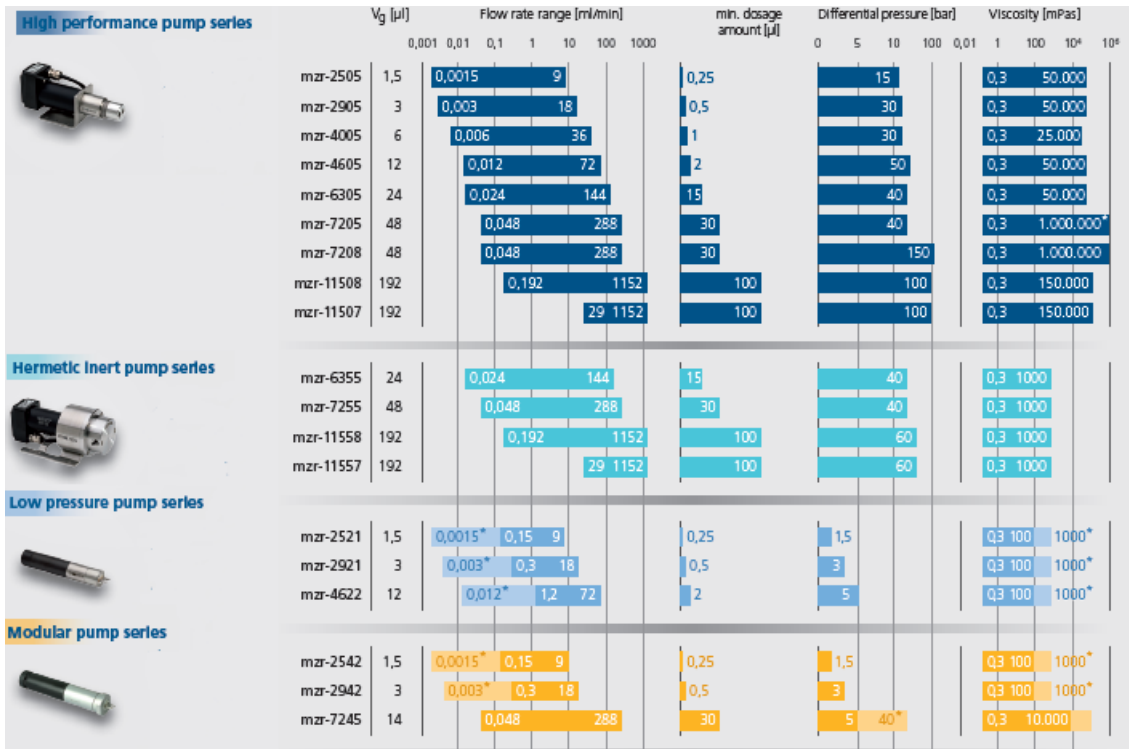 High performance pump series
Vg [µl] Flow rate range [ml/min] min. dosage amount [µl] Differential pressure [bar] Viscosity [mPas]
0,001 0,01 0,1 1 10 100 1000 0 5 10 100 0,01 1 100 10⁴ 10⁶
mzr-2505 1,5 0,0015 9 0,25 15 0,3 50.000
mzr-2905 3 0,003 18 0,5 30 0,3 50.000
mzr-4005 6 0,006 36 1 30 0,3 25.000
mzr-4605 12 0,012 72 2 50 0,3 50.000
mzr-6305 24 0,024 144 15 40 0,3 50.000
mzr-7205 48 0,048 288 30 40 0,3 1.000.000*
mzr-7208 48 0,048 288 30 150 0,3 1.000.000
mzr-11508 192 0,192 1152 100 100 0,3 150.000
mzr-11507 192 29 1152 100 100 0,3 150.000
Hermetic inert pump series
mzr-6355 24 0,024 144 15 40 0,3 1000
mzr-7255 48 0,048 288 30 40 0,3 1000
mzr-11558 192 0,192 1152 100 60 0,3 1000
mzr-11557 192 29 1152 100 60 0,3 1000
Low pressure pump series
mzr-2521 1,5 0,0015* 0,15 9 0,25 1,5 0,3 100 1000*
mzr-2921 3 0,003* 0,3 18 0,5 3 0,3 100 1000*
mzr-4622 12 0,012* 1,2 72 2 5 0,3 100 1000*
Modular pump series
mzr-2542 1,5 0,0015* 0,15 9 0,25 1,5 0,3 100 1000*
mzr-2942 3 0,003* 0,3 18 0,5 3 0,3 100 1000*
mzr-7245 14 0,048 288 30 5 40* 0,3 10.000